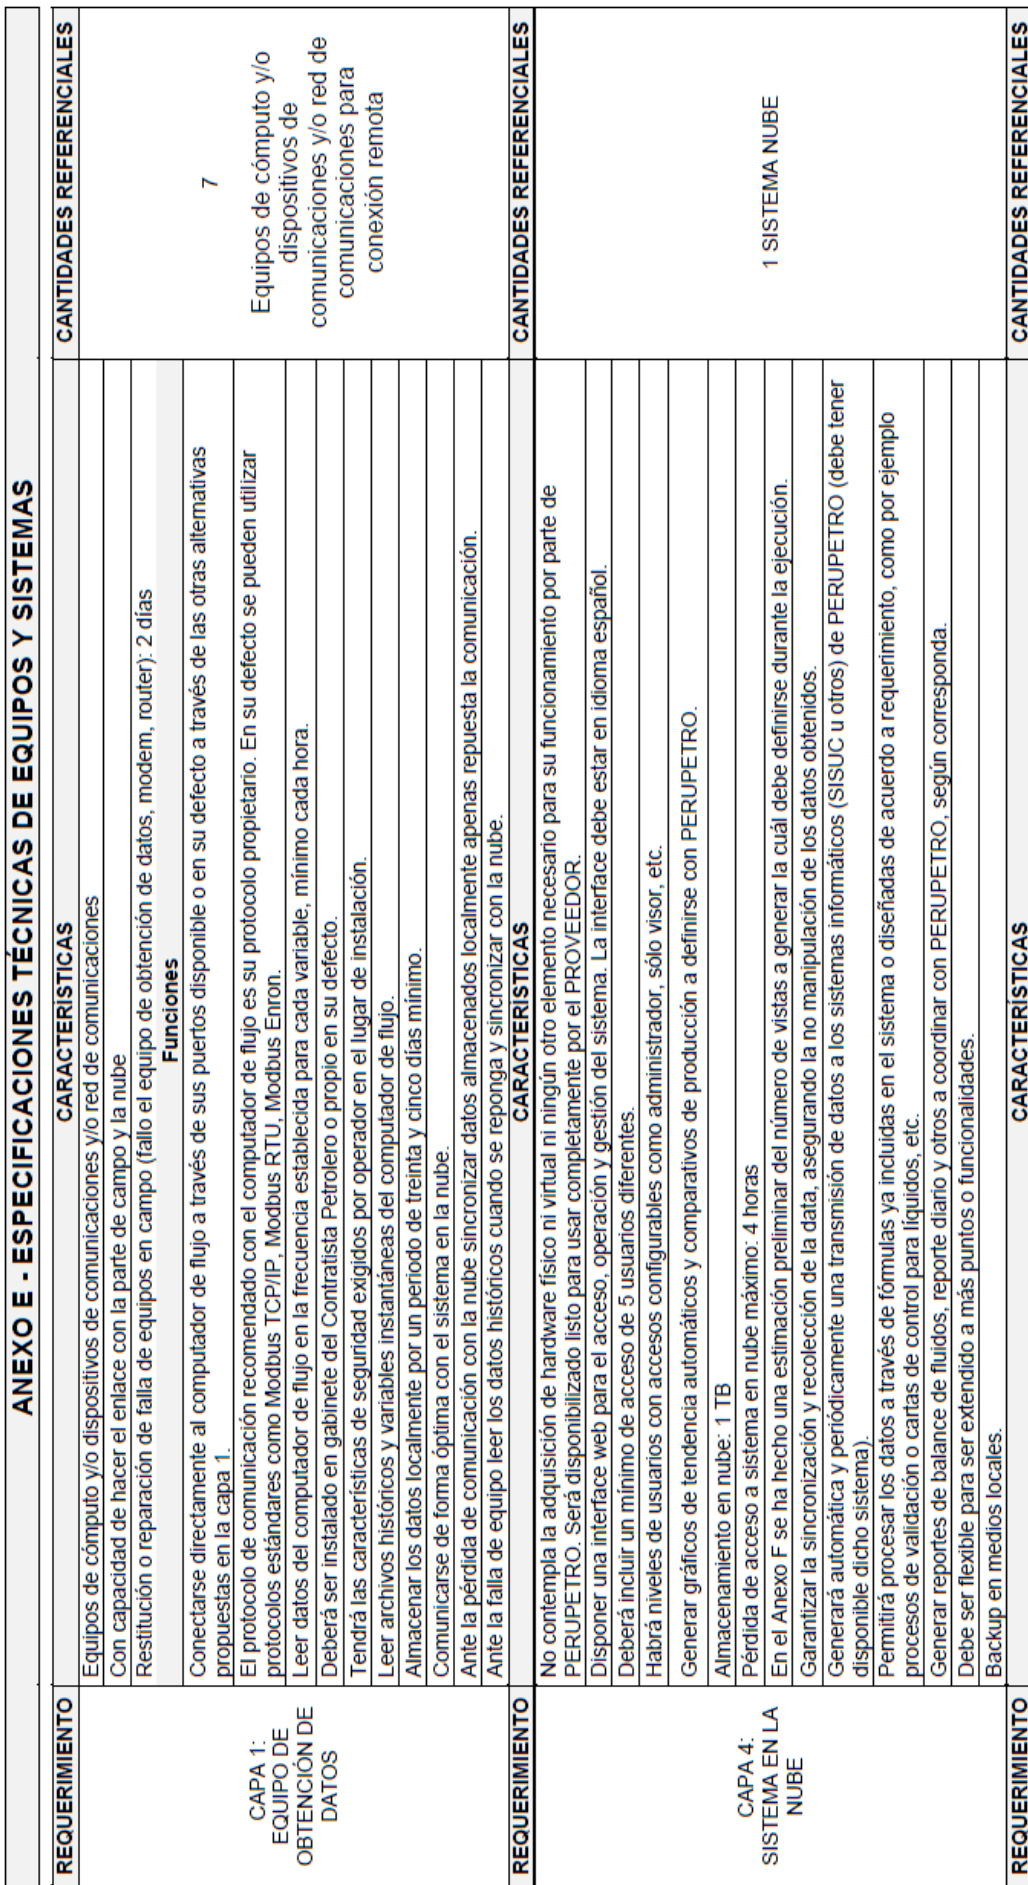 ANEXO E - ESPECIFICACIONES TÉCNICAS DE EQUIPOS Y SISTEMAS
REQUERIMIENTO
CARACTERÍSTICAS
CANTIDADES REFERENCIALES
CAPA 1:
EQUIPO DE
OBTENCIÓN DE
DATOS
Equipos de cómputo y/o dispositivos de comunicaciones y/o red de comunicaciones
Con capacidad de hacer el enlace con la parte de campo y la nube
Restitución o reparación de falla de equipos en campo (fallo el equipo de obtención de datos, modem, router): 2 días
Funciones
Conectarse directamente al computador de flujo a través de sus puertos disponible o en su defecto a través de las otras alternativas
propuestas en la capa 1.
El protocolo de comunicación recomendado con el computador de flujo es su protocolo propietario. En su defecto se pueden utilizar
protocolos estándares como Modbus TCP/IP, Modbus RTU, Modbus Enron.
Leer datos del computador de flujo en la frecuencia establecida para cada variable, mínimo cada hora.
Deberá ser instalado en gabinete del Contratista Petrolero o propio en su defecto.
Tendrá las características de seguridad exigidos por operador en el lugar de instalación.
Leer archivos históricos y variables instantáneas del computador de flujo.
Almacenar los datos localmente por un periodo de treinta y cinco días mínimo.
Comunicarse de forma óptima con el sistema en la nube.
Ante la pérdida de comunicación con la nube sincronizar datos almacenados localmente apenas repuesta la comunicación.
Ante la falla de equipo leer los datos históricos cuando se reponga y sincronizar con la nube.
7
Equipos de cómputo y/o
dispositivos de
comunicaciones y/o red de
comunicaciones para
conexión remota
REQUERIMIENTO
CARACTERÍSTICAS
CANTIDADES REFERENCIALES
CAPA 4:
SISTEMA EN LA
NUBE
No contempla la adquisición de hardware físico ni virtual ni ningún otro elemento necesario para su funcionamiento por parte de
PERUPETRO. Será disponibilizado listo para usar completamente por el PROVEEDOR.
Disponer una interface web para el acceso, operación y gestión del sistema. La interface debe estar en idioma español.
Deberá incluir un mínimo de acceso de 5 usuarios diferentes.
Habrá niveles de usuarios con accesos configurables como administrador, sólo visor, etc.
Generar gráficos de tendencia automáticos y comparativos de producción a definirse con PERUPETRO.
Almacenamiento en nube: 1 TB
Pérdida de acceso a sistema en nube máximo: 4 horas
En el Anexo F se ha hecho una estimación preliminar del número de vistas a generar la cuál debe definirse durante la ejecución.
Garantizar la sincronización y recolección de la data, asegurando la no manipulación de los datos obtenidos.
Generará automática y periódicamente una transmisión de datos a los sistemas informáticos (SISUC u otros) de PERUPETRO (debe tener
disponible dicho sistema).
Permitirá procesar los datos a través de fórmulas ya incluidas en el sistema o diseñadas de acuerdo a requerimiento, como por ejemplo
procesos de validación o cartas de control para líquidos, etc.
Generar reportes de balance de fluidos, reporte diario y otros a coordinar con PERUPETRO, según corresponda.
Debe ser flexible para ser extendido a más puntos o funcionalidades.
Backup en medios locales.
1 SISTEMA NUBE
REQUERIMIENTO
CARACTERÍSTICAS
CANTIDADES REFERENCIALES